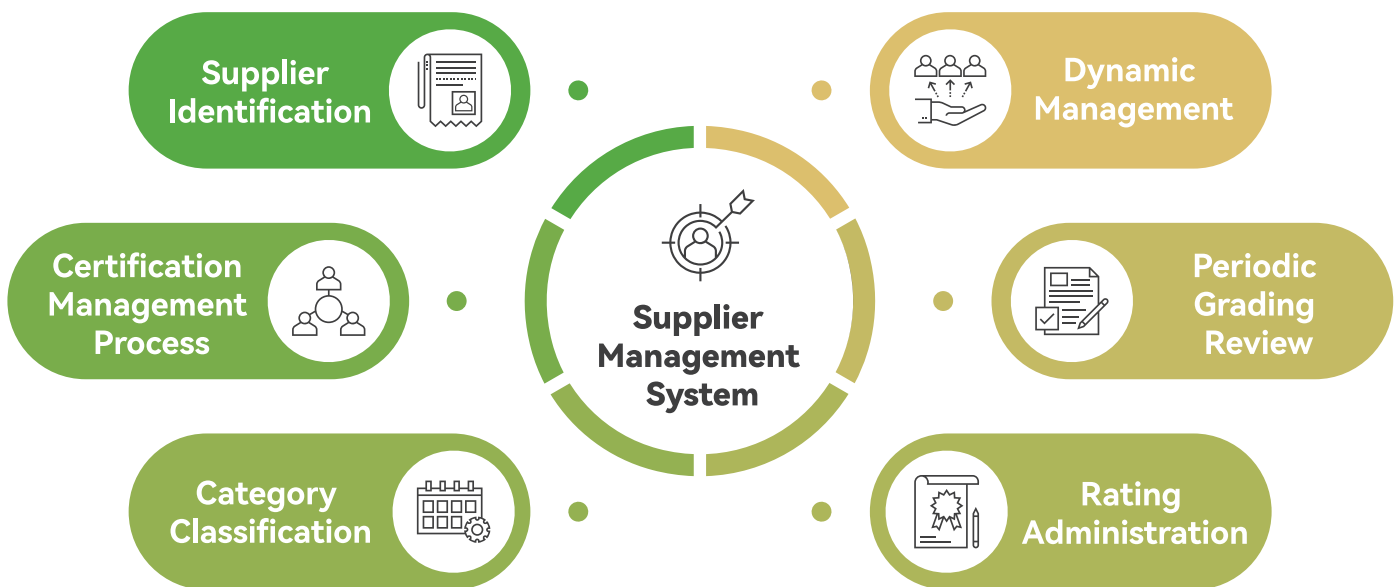 Supplier
Identification
Certification
Management
Process
Category
Classification
Supplier
Management
System
Dynamic
Management
Periodic
Grading
Review
Rating
Administration